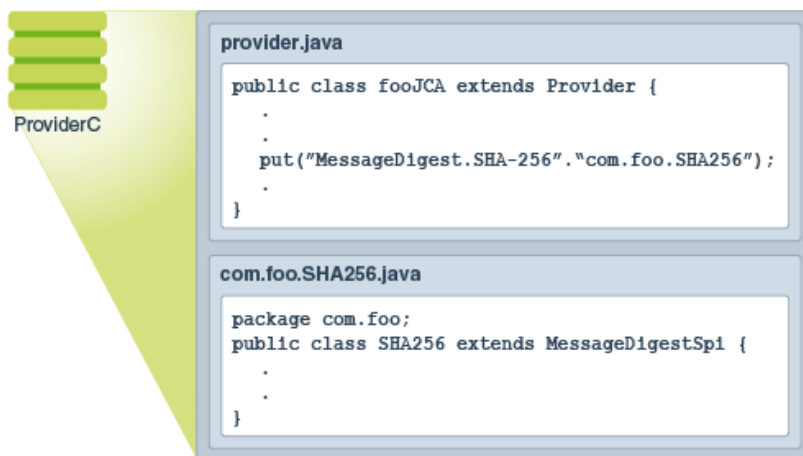 ProviderC
provider.java
public class fooJCA extends Provider {
.
.
put("MessageDigest.SHA-256"."com.foo.SHA256");
.
}
com.foo.SHA256.java
package com.foo;
public class SHA256 extends MessageDigestSpi {
.
.
}